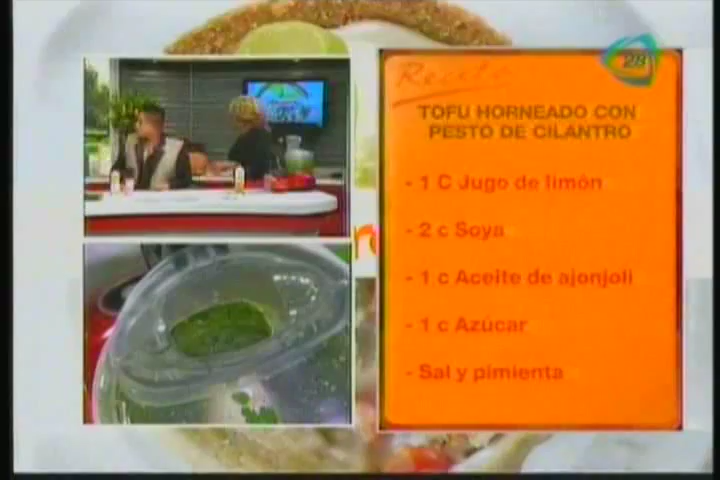 28
Receta
TOFU HORNEADO CON
PESTO DE CILANTRO
- 1 C Jugo de limón
- 2 c Soya
- 1 c Aceite de ajonjoli
- 1 c Azúcar
- Sal y pimienta